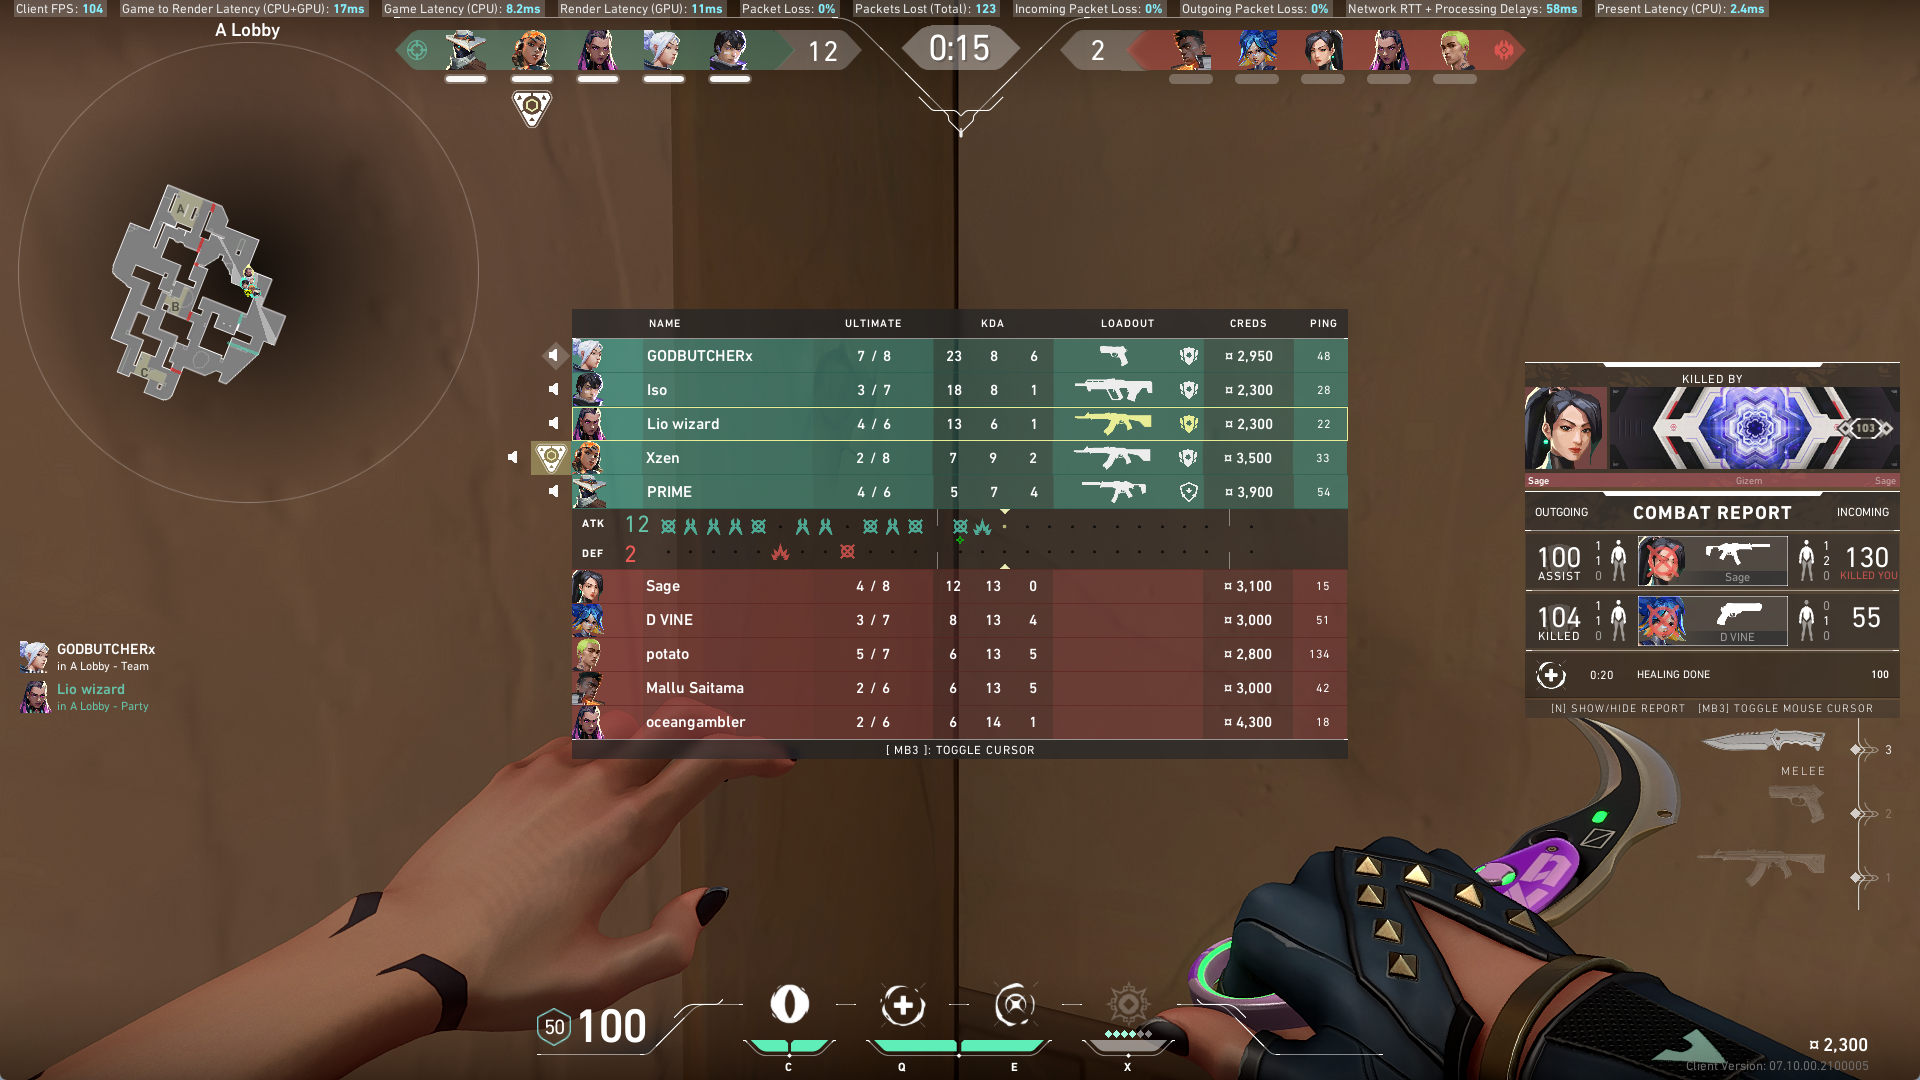 Client FPS: 104 Game to Render Latency (CPU+GPU): 17ms Game Latency (CPU): 8.2ms Render Latency (GPU): 11ms Packet Loss: 0% Packets Lost (Total): 123 Incoming Packet Loss: 0% Outgoing Packet Loss: 0% Network RTT + Processing Delays: 58ms Present Latency (CPU): 2.4ms
A Lobby
12 0:15 2
A
B
C
NAME ULTIMATE KDA LOADOUT CREDS PING
GODBUTCHERx 7 / 8 23 8 6 ¤ 2,950 48
Iso 3 / 7 18 8 1 ¤ 2,300 28
Lio wizard 4 / 6 13 6 1 ¤ 2,300 22
Xzen 2 / 8 7 9 2 ¤ 3,500 33
PRIME 4 / 6 5 7 4 ¤ 3,900 54
ATK 12
DEF 2
Sage 4 / 8 12 13 0 ¤ 3,100 15
D VINE 3 / 7 8 13 4 ¤ 3,000 51
potato 5 / 7 6 13 5 ¤ 2,800 134
Mallu Saitama 2 / 6 6 13 5 ¤ 3,000 42
oceangambler 2 / 6 6 14 1 ¤ 4,300 18
[ MB3 ]: TOGGLE CURSOR
GODBUTCHERx
in A Lobby - Team
Lio wizard
in A Lobby - Party
KILLED BY
103
Sage Gizem Sage
OUTGOING COMBAT REPORT INCOMING
100 ASSIST 1 1 0 Sage 1 2 0 130 KILLED YOU
104 KILLED 1 1 0 D VINE 0 1 0 55
0:20 HEALING DONE 100
[N] SHOW/HIDE REPORT [MB3] TOGGLE MOUSE CURSOR
3
MELEE
2
1
50 100
C Q E X
¤ 2,300
Client Version: 07.10.00.2100005